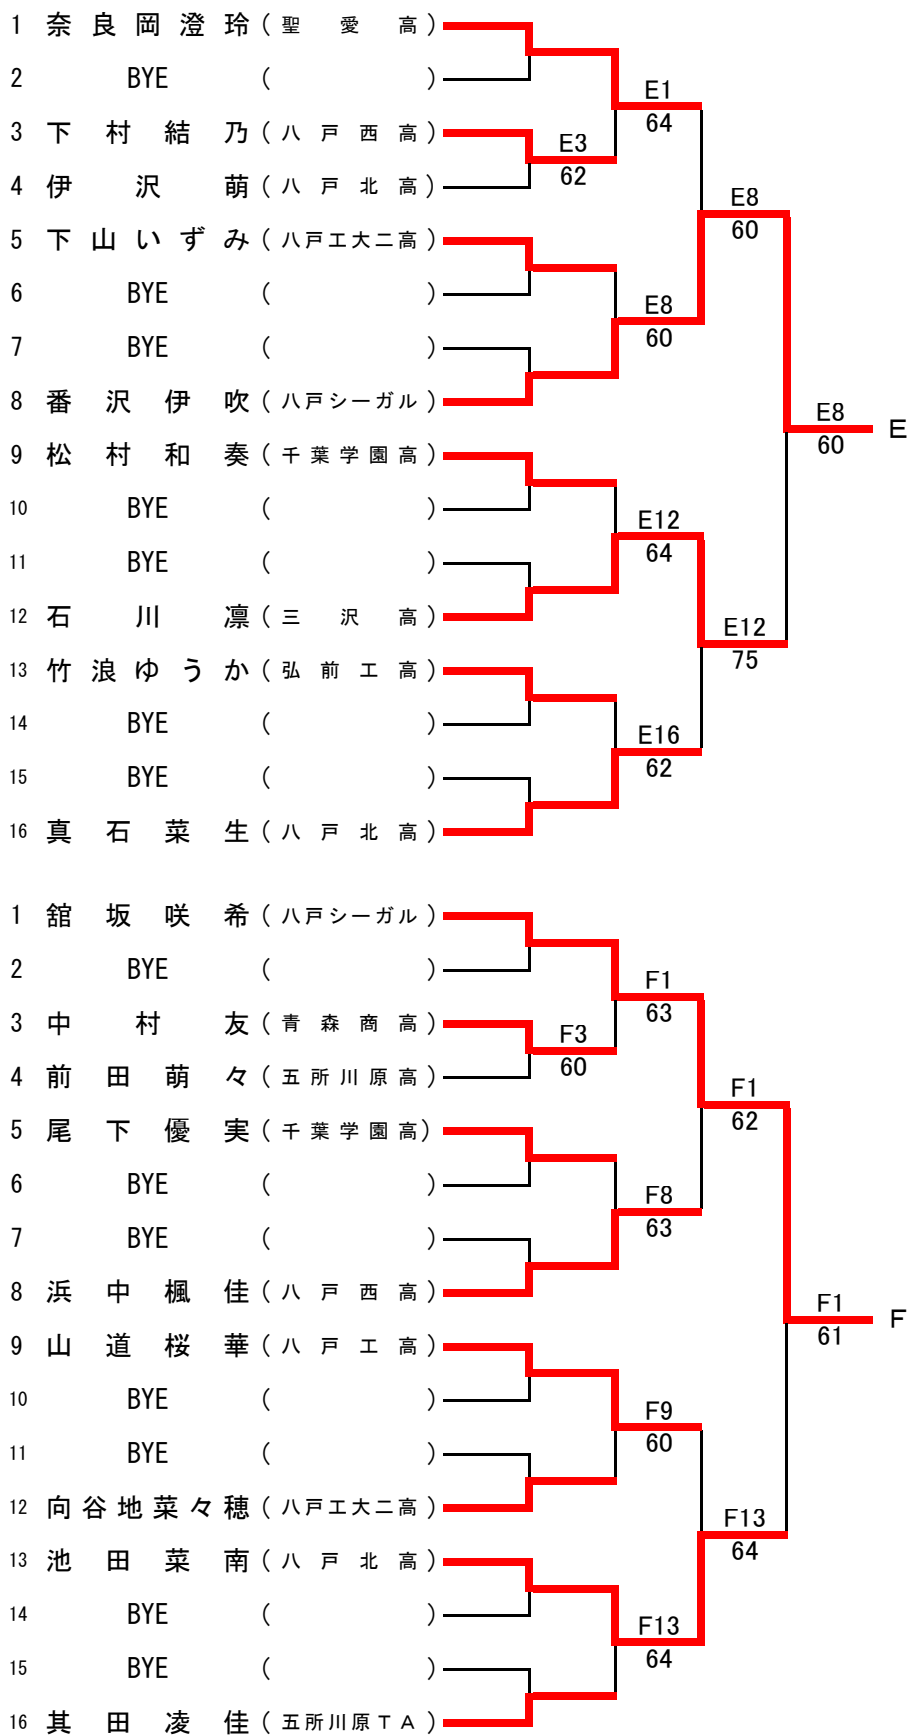 1 奈良岡澄玲 ( 聖愛高 )
E1
2 BYE ( )
64
3 下村結乃 ( 八戸西高 )
E3
62
4 伊沢萌 ( 八戸北高 )
E8
60
5 下山いずみ ( 八戸工大二高 )
6 BYE ( )
E8
60
7 BYE ( )
8 番沢伊吹 ( 八戸シーガル )
E8
60
E
9 松村和奏 ( 千葉学園高 )
10 BYE ( )
E12
64
11 BYE ( )
12 石川凛 ( 三沢高 )
E12
75
13 竹浪ゆうか ( 弘前工高 )
14 BYE ( )
E16
62
15 BYE ( )
16 真石菜生 ( 八戸北高 )
1 舘坂咲希 ( 八戸シーガル )
2 BYE ( )
F1
63
3 中村友 ( 青森商高 )
F3
60
4 前田萌々 ( 五所川原高 )
F1
62
5 尾下優実 ( 千葉学園高 )
6 BYE ( )
F8
63
7 BYE ( )
8 浜中楓佳 ( 八戸西高 )
F1
61
F
9 山道桜華 ( 八戸工高 )
10 BYE ( )
F9
60
11 BYE ( )
12 向谷地菜々穂 ( 八戸工大二高 )
F13
64
13 池田菜南 ( 八戸北高 )
14 BYE ( )
F13
64
15 BYE ( )
16 其田凌佳 ( 五所川原TA )